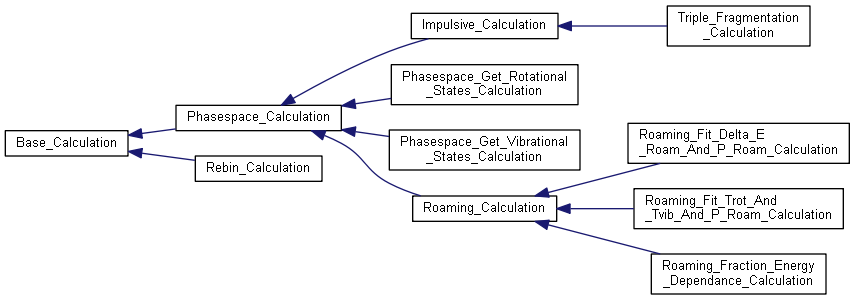 Base_Calculation
Phasespace_Calculation
Rebin_Calculation
Impulsive_Calculation
Phasespace_Get_Rotational
_States_Calculation
Phasespace_Get_Vibrational
_States_Calculation
Roaming_Calculation
Triple_Fragmentation
_Calculation
Roaming_Fit_Delta_E
_Roam_And_P_Roam_Calculation
Roaming_Fit_Trot_And
_Tvib_And_P_Roam_Calculation
Roaming_Fraction_Energy
_Dependance_Calculation